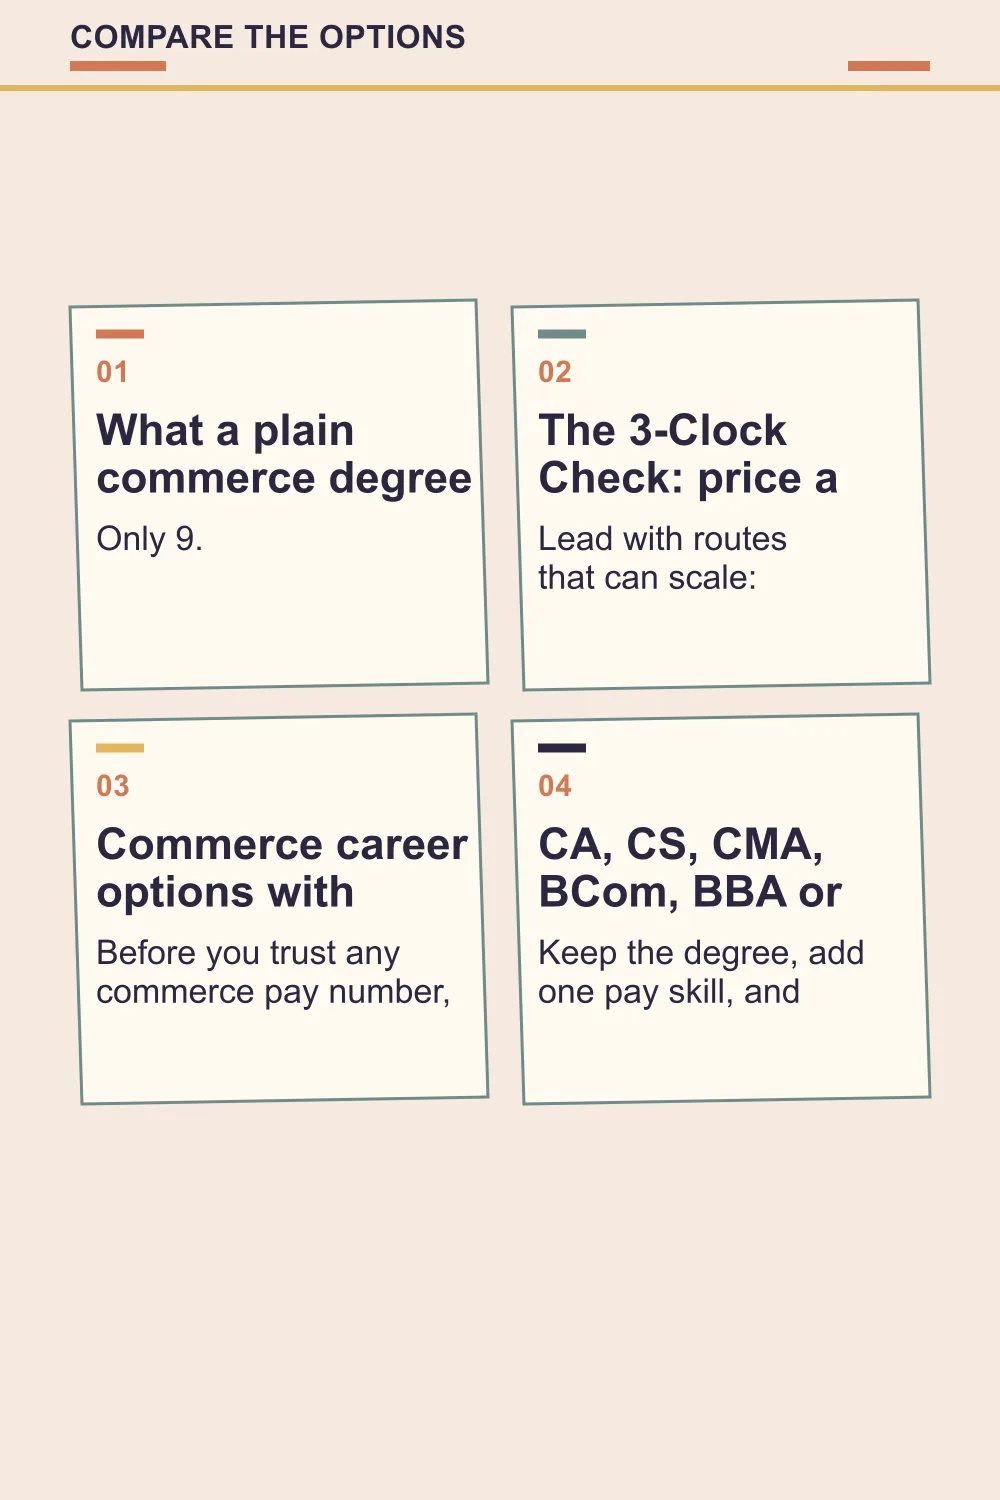 COMPARE THE OPTIONS
01
What a plain
commerce degree
Only 9.
02
The 3-Clock
Check: price a
Lead with routes
that can scale:
03
Commerce career
options with
Before you trust any
commerce pay number,
04
CA, CS, CMA,
BCom, BBA or
Keep the degree, add
one pay skill, and